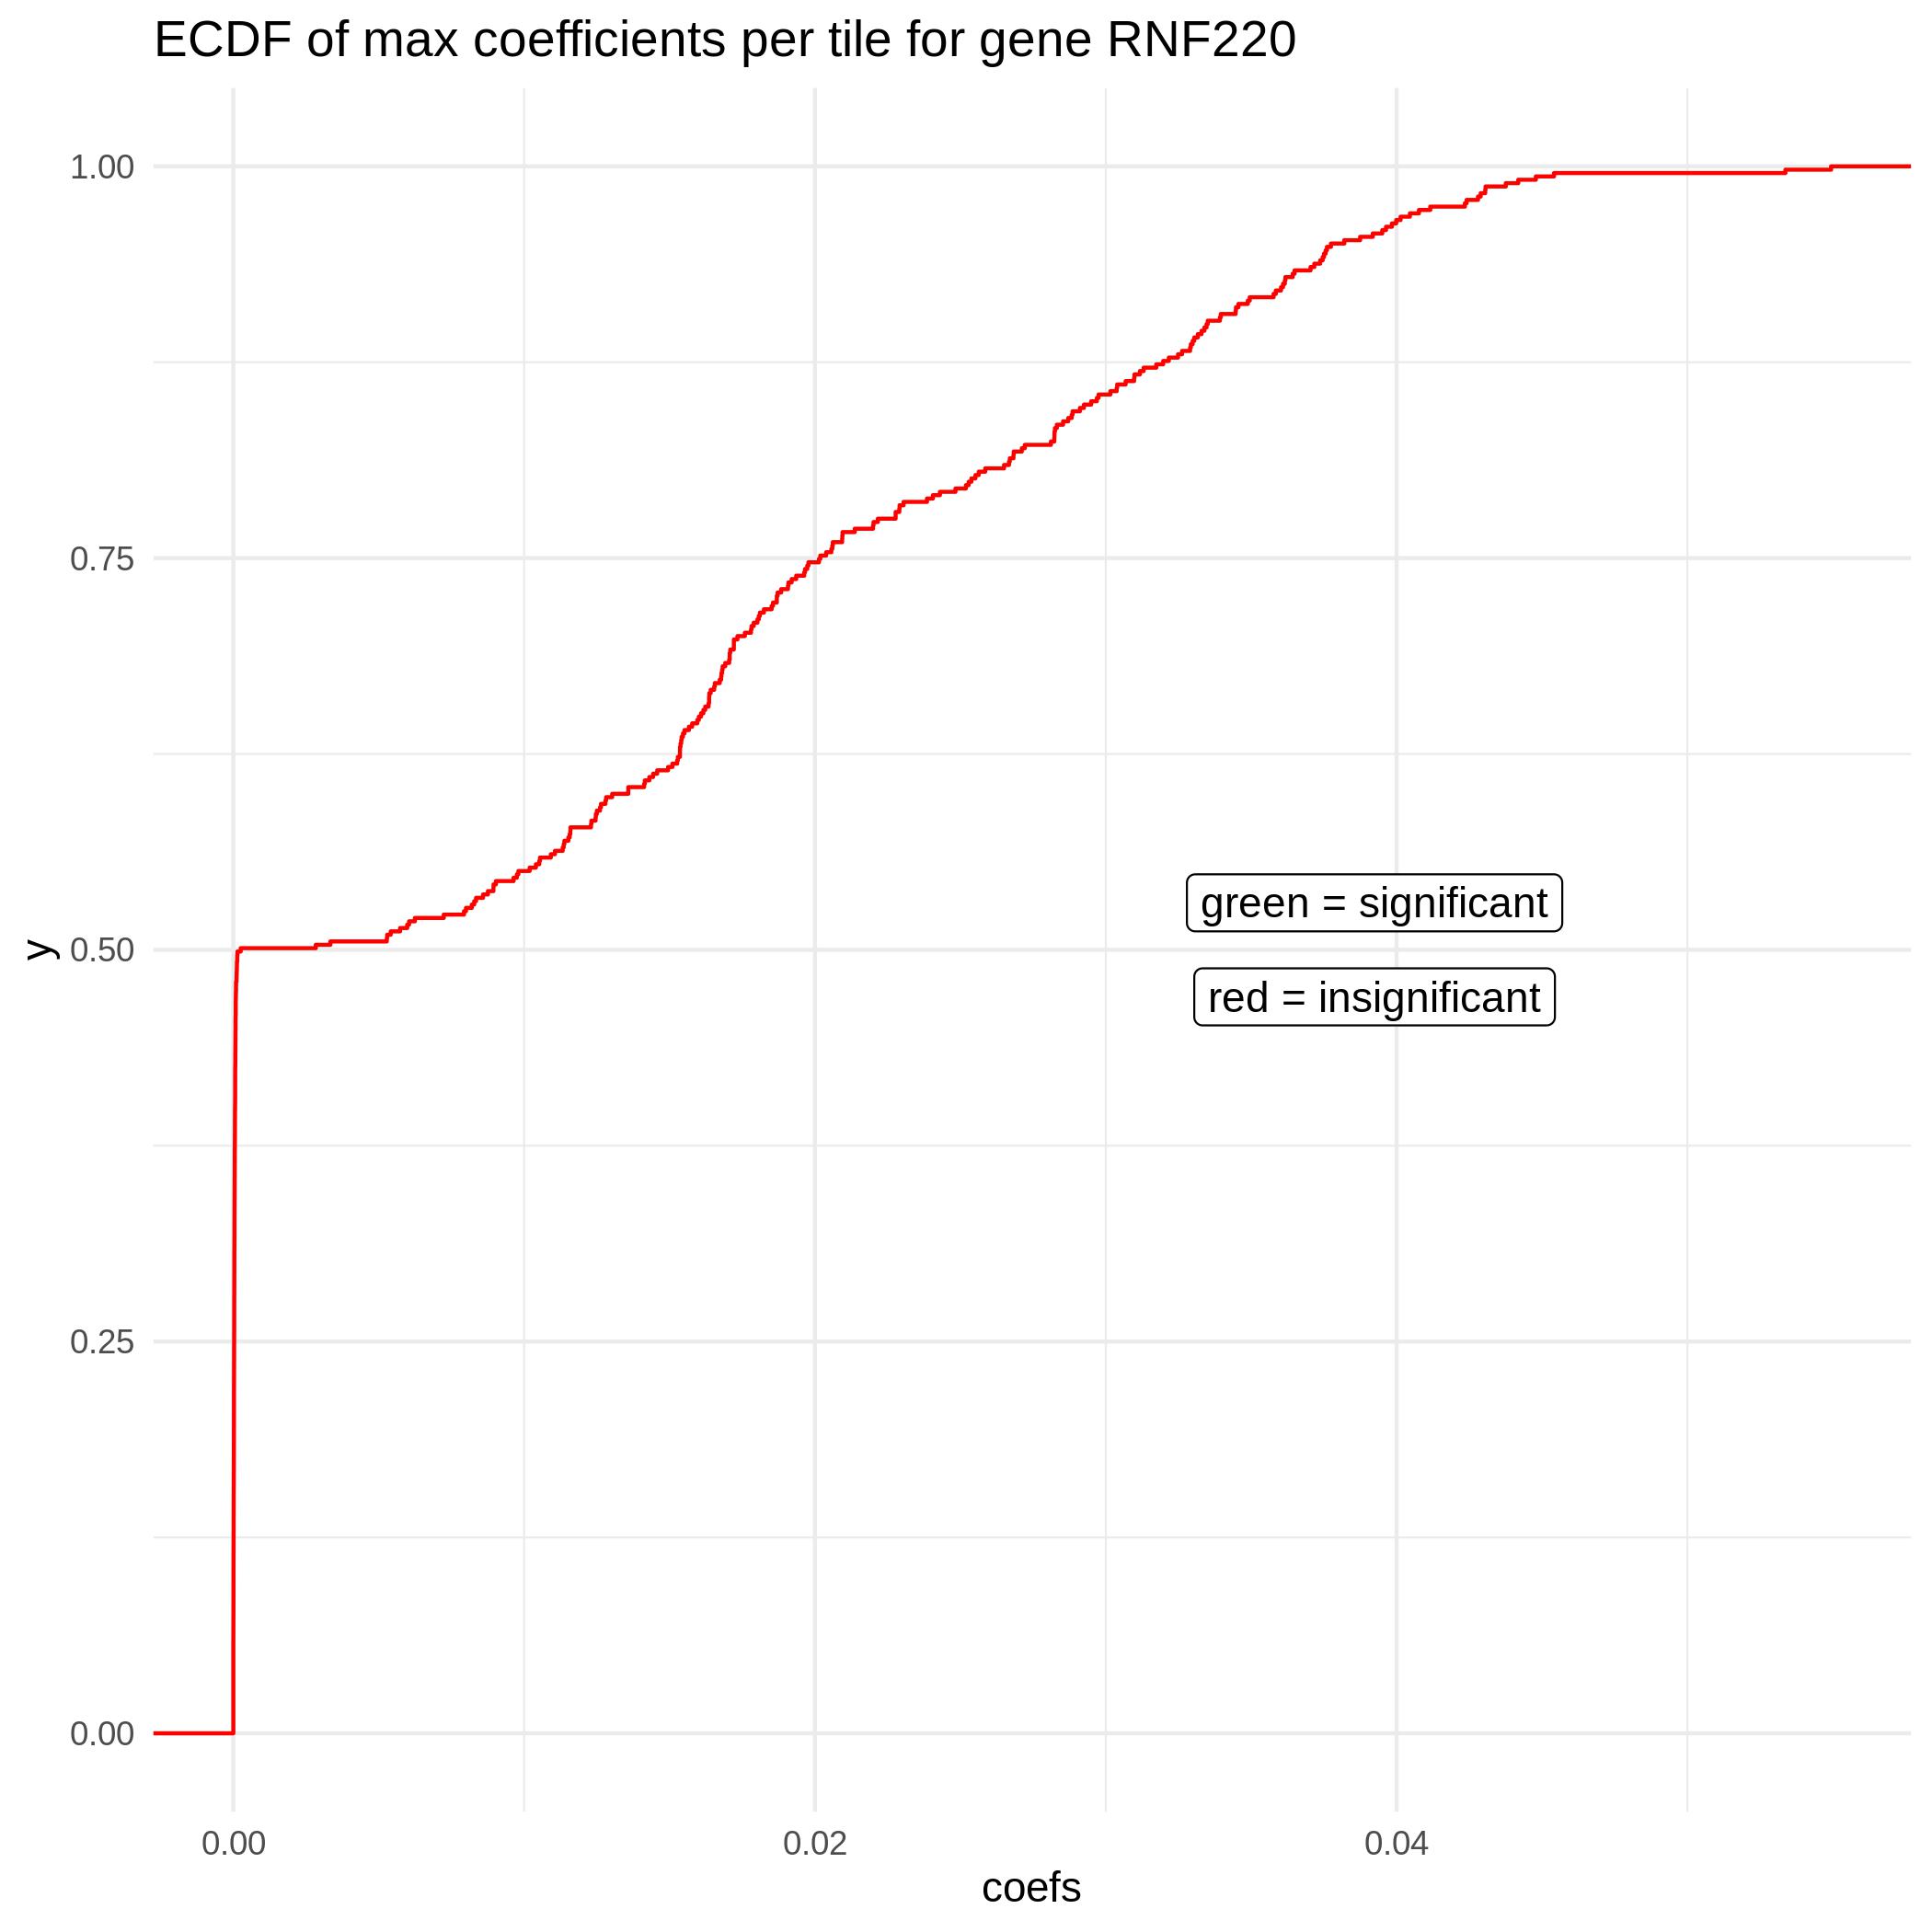 ECDF of max coefficients per tile for gene RNF220
1.00
0.75
0.50
0.25
0.00
y
green = significant
red = insignificant
0.00
0.02
0.04
coefs